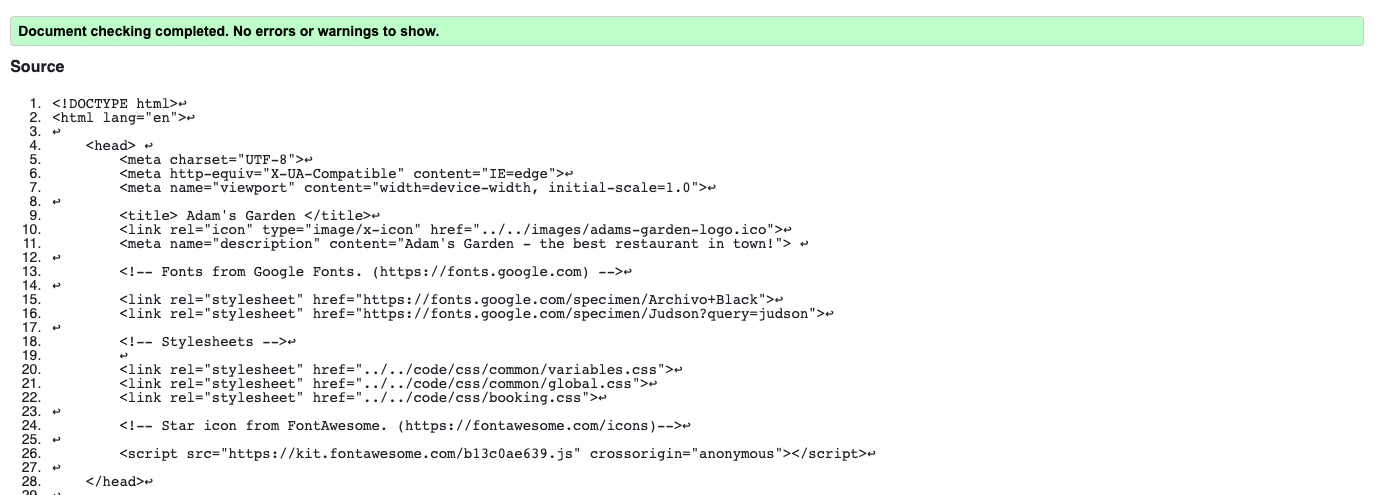 Document checking completed. No errors or warnings to show.
Source
1. <!DOCTYPE html>↩
2. <html lang="en">↩
3. ↩
4.     <head> ↩
5.         <meta charset="UTF-8">↩
6.         <meta http-equiv="X-UA-Compatible" content="IE=edge">↩
7.         <meta name="viewport" content="width=device-width, initial-scale=1.0">↩
8. ↩
9.         <title> Adam's Garden </title>↩
10.         <link rel="icon" type="image/x-icon" href="../../images/adams-garden-logo.ico">↩
11.         <meta name="description" content="Adam's Garden - the best restaurant in town!"> ↩
12. ↩
13.         <!-- Fonts from Google Fonts. (https://fonts.google.com) -->↩
14. ↩
15.         <link rel="stylesheet" href="https://fonts.google.com/specimen/Archivo+Black">↩
16.         <link rel="stylesheet" href="https://fonts.google.com/specimen/Judson?query=judson">↩
17. ↩
18.         <!-- Stylesheets -->↩
19.         ↩
20.         <link rel="stylesheet" href="../../code/css/common/variables.css">↩
21.         <link rel="stylesheet" href="../../code/css/common/global.css">↩
22.         <link rel="stylesheet" href="../../code/css/booking.css">↩
23. ↩
24.         <!-- Star icon from FontAwesome. (https://fontawesome.com/icons)-->↩
25. ↩
26.         <script src="https://kit.fontawesome.com/b13c0ae639.js" crossorigin="anonymous"></script>↩
27. ↩
28.     </head>↩
29. ↩